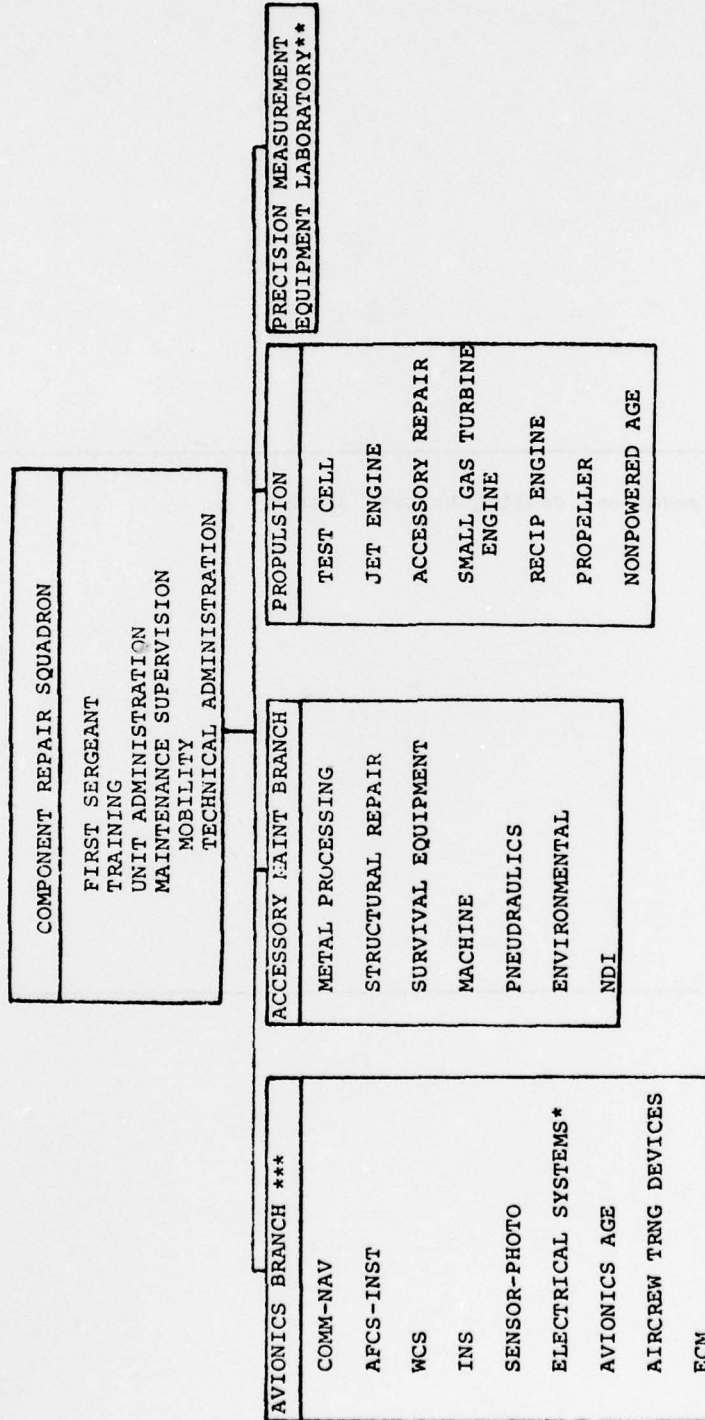 COMPONENT REPAIR SQUADRON
FIRST SERGEANT
TRAINING
UNIT ADMINISTRATION
MAINTENANCE SUPERVISION
MOBILITY
TECHNICAL ADMINISTRATION
AVIONICS BRANCH ***
COMM-NAV
AFCS-INST
WCS
INS
SENSOR-PHOTO
ELECTRICAL SYSTEMS*
AVIONICS AGE
AIRCREW TRNG DEVICES
ECM
ACCESSORY MAINT BRANCH
METAL PROCESSING
STRUCTURAL REPAIR
SURVIVAL EQUIPMENT
MACHINE
PNEUDRAULICS
ENVIRONMENTAL
NDI
PROPULSION
TEST CELL
JET ENGINE
ACCESSORY REPAIR
SMALL GAS TURBINE
ENGINE
RECIP ENGINE
PROPELLER
NONPOWERED AGE
PRECISION MEASUREMENT
EQUIPMENT LABORATORY**